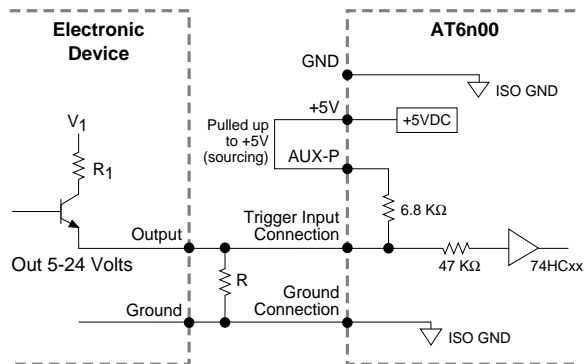 Electronic
Device
AT6n00
GND
ISO GND
+5V
+5VDC
Pulled up
to +5V
(sourcing)
AUX-P
V1
R1
6.8 KΩ
Output
Trigger Input
Connection
Out 5-24 Volts
R
47 KΩ
74HCxx
Ground
Ground
Connection
ISO GND